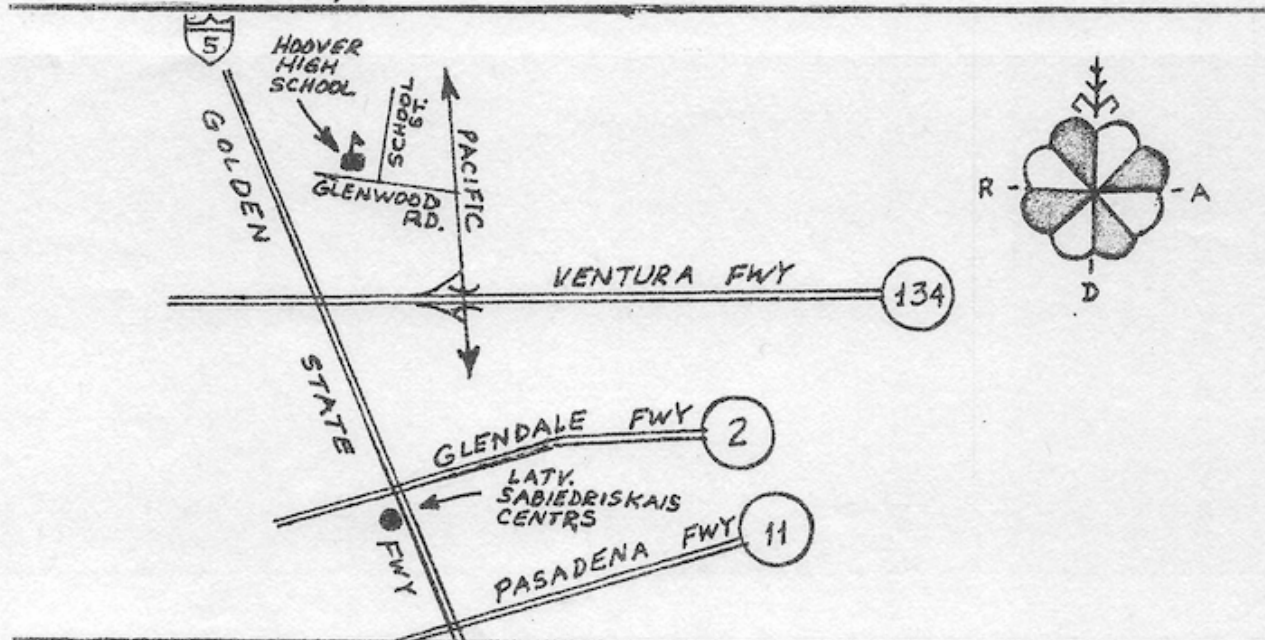 5
HOOVER
HIGH
SCHOOL
SCHOOL
ST.
PACIFIC
GLENWOOD
RD.
GOLDEN
STATE
FWY
VENTURA FWY
134
GLENDALE FWY
2
LATV.
SABIEDRISKAIS
CENTRS
PASADENA FWY
11
R
A
D